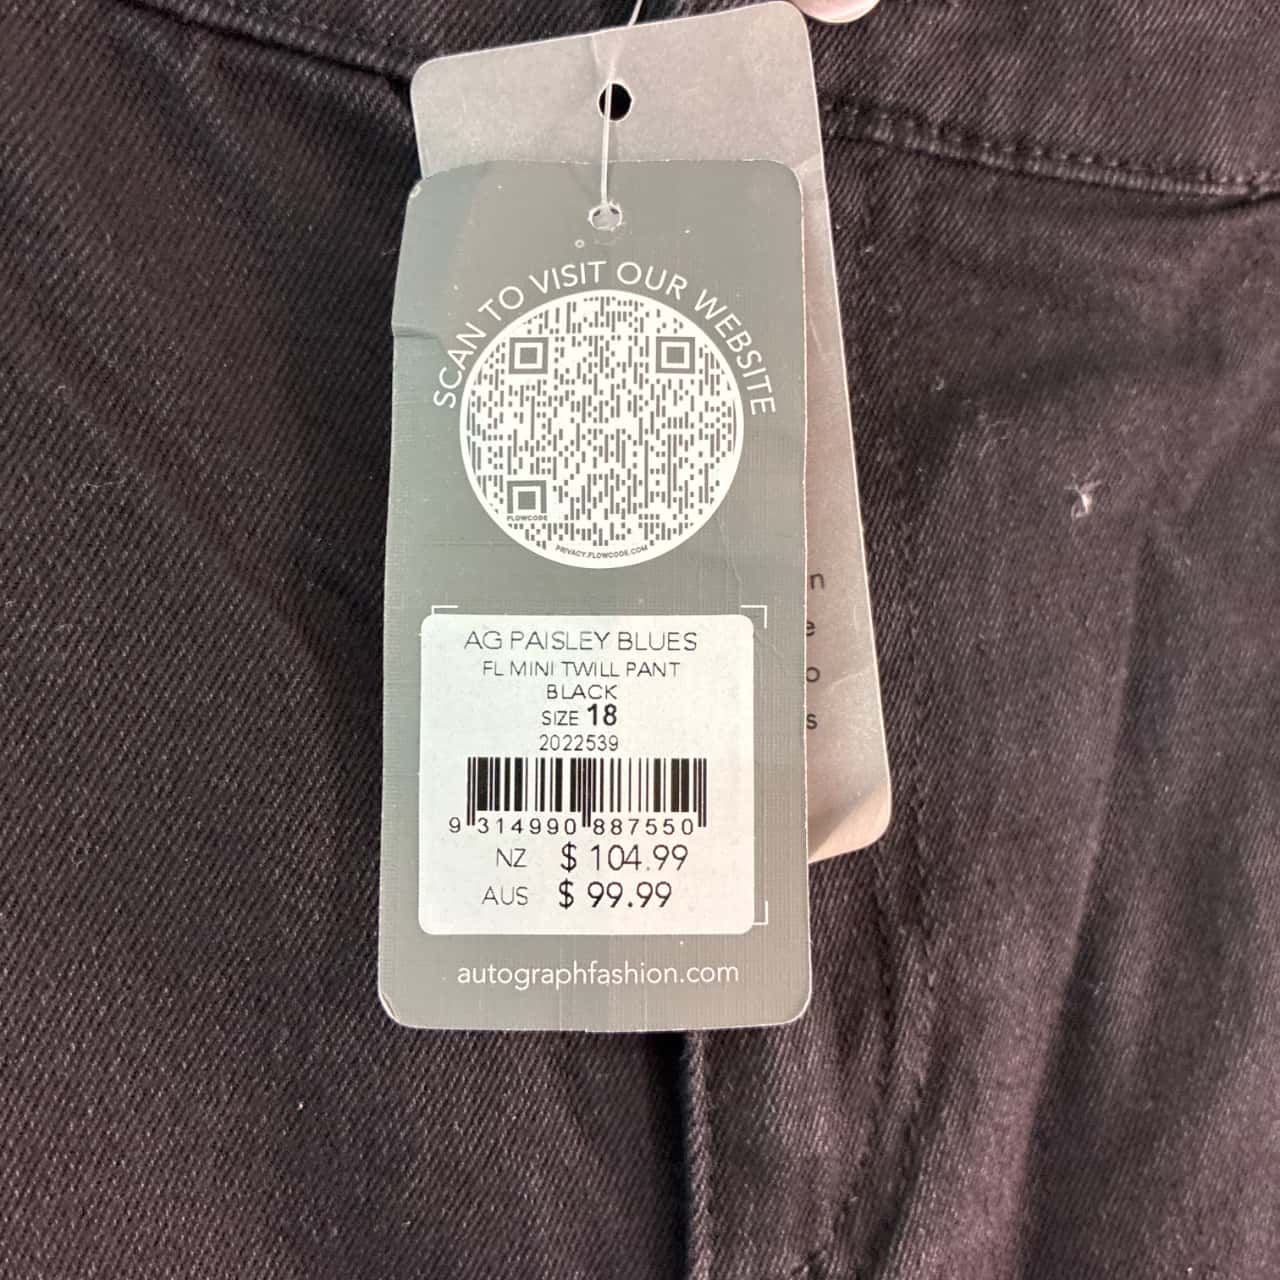 SCAN TO VISIT OUR WEBSITE
FLOWCODE
PRIVACY.FLOWCODE.COM
n
e
o
s
AG PAISLEY BLUES
FL MINI TWILL PANT
BLACK
SIZE 18
2022539
9 314990 887550
NZ $ 104.99
AUS $ 99.99
autographfashion.com